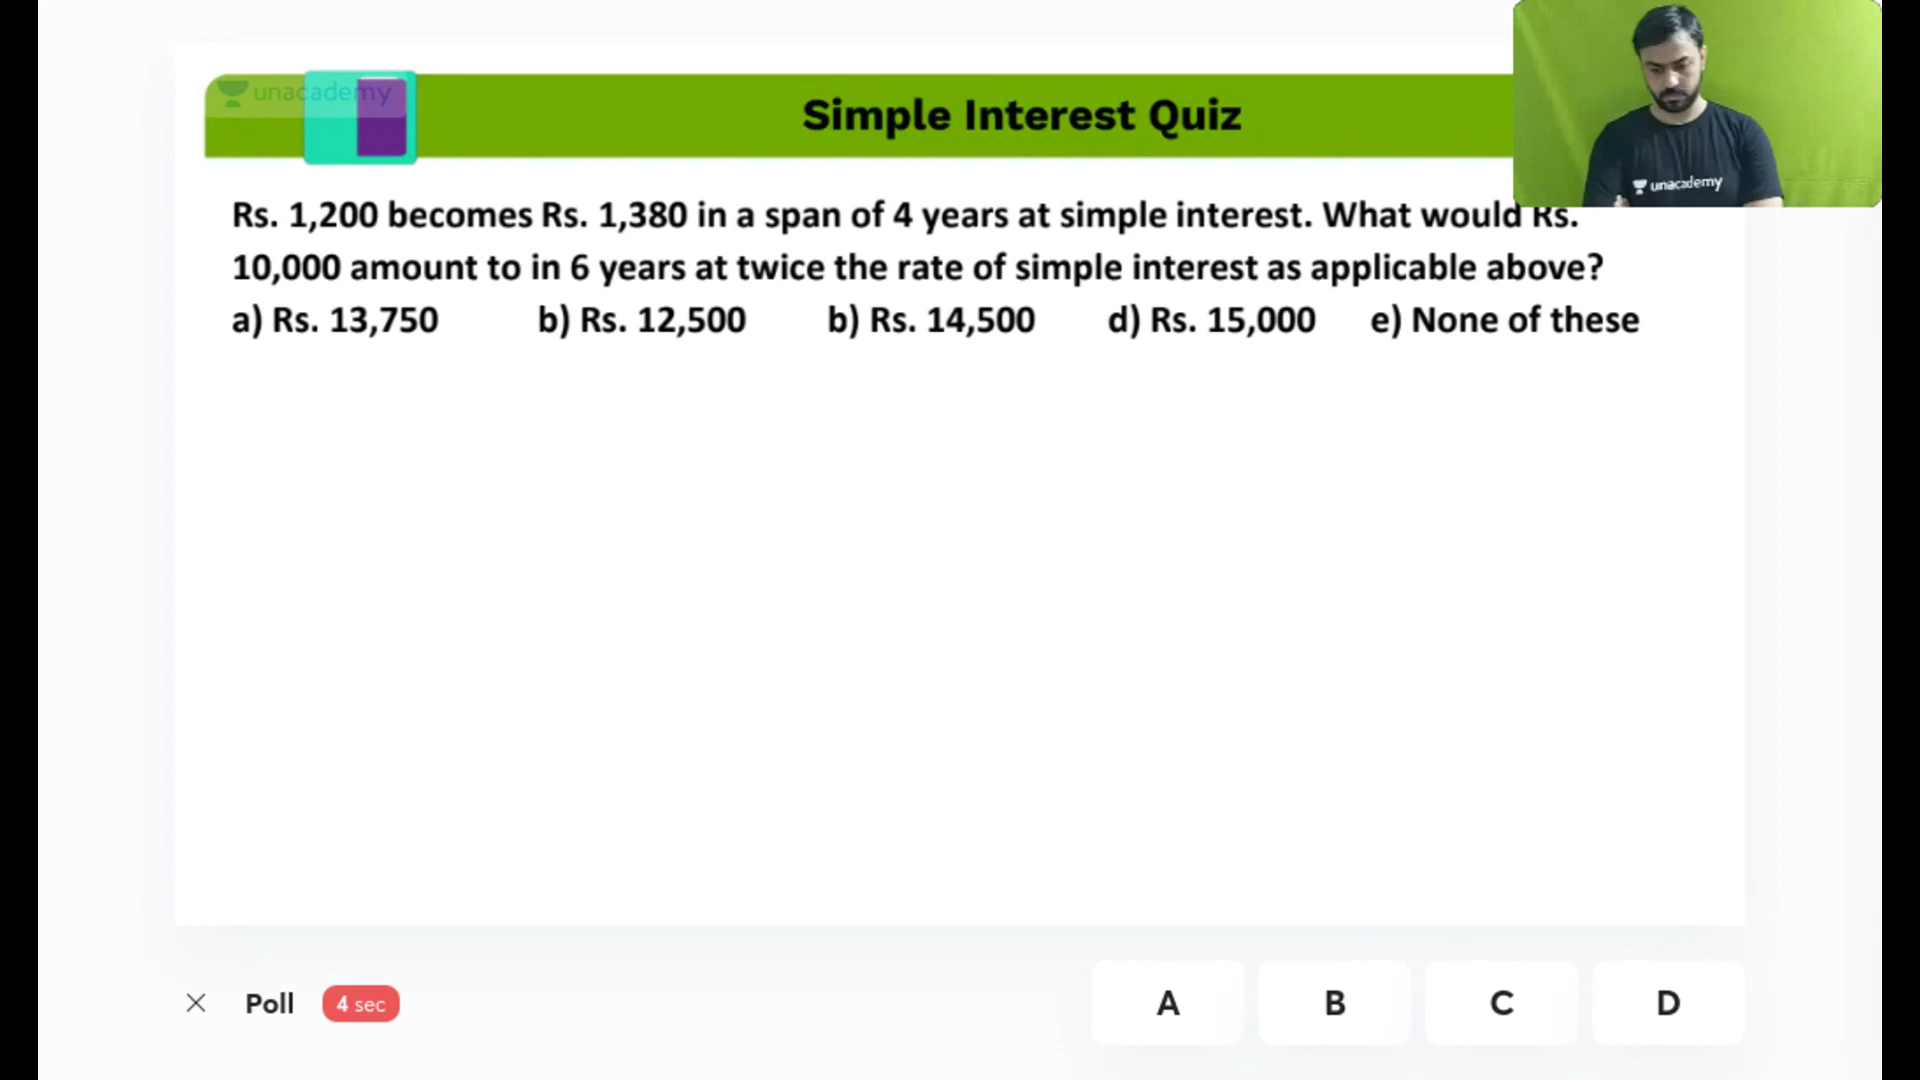 unacademy
Simple Interest Quiz
unacademy
Rs. 1,200 becomes Rs. 1,380 in a span of 4 years at simple interest. What would Rs.
10,000 amount to in 6 years at twice the rate of simple interest as applicable above?
a) Rs. 13,750 b) Rs. 12,500 b) Rs. 14,500 d) Rs. 15,000 e) None of these
Poll 4 sec A B C D